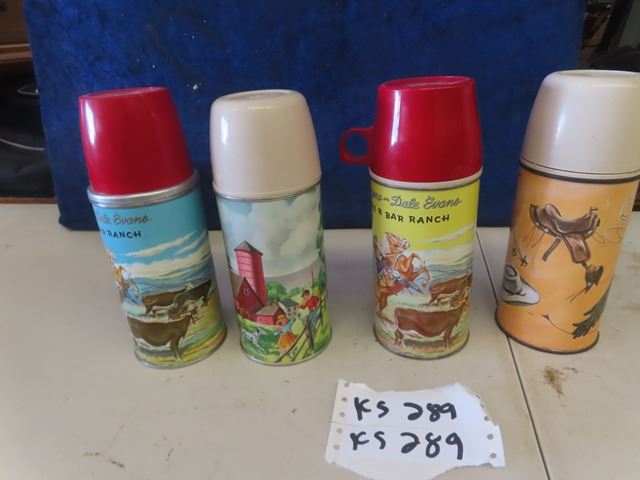 Dale Evans
R RANCH
Dale Evans
R BAR RANCH
KS 289
KS 289